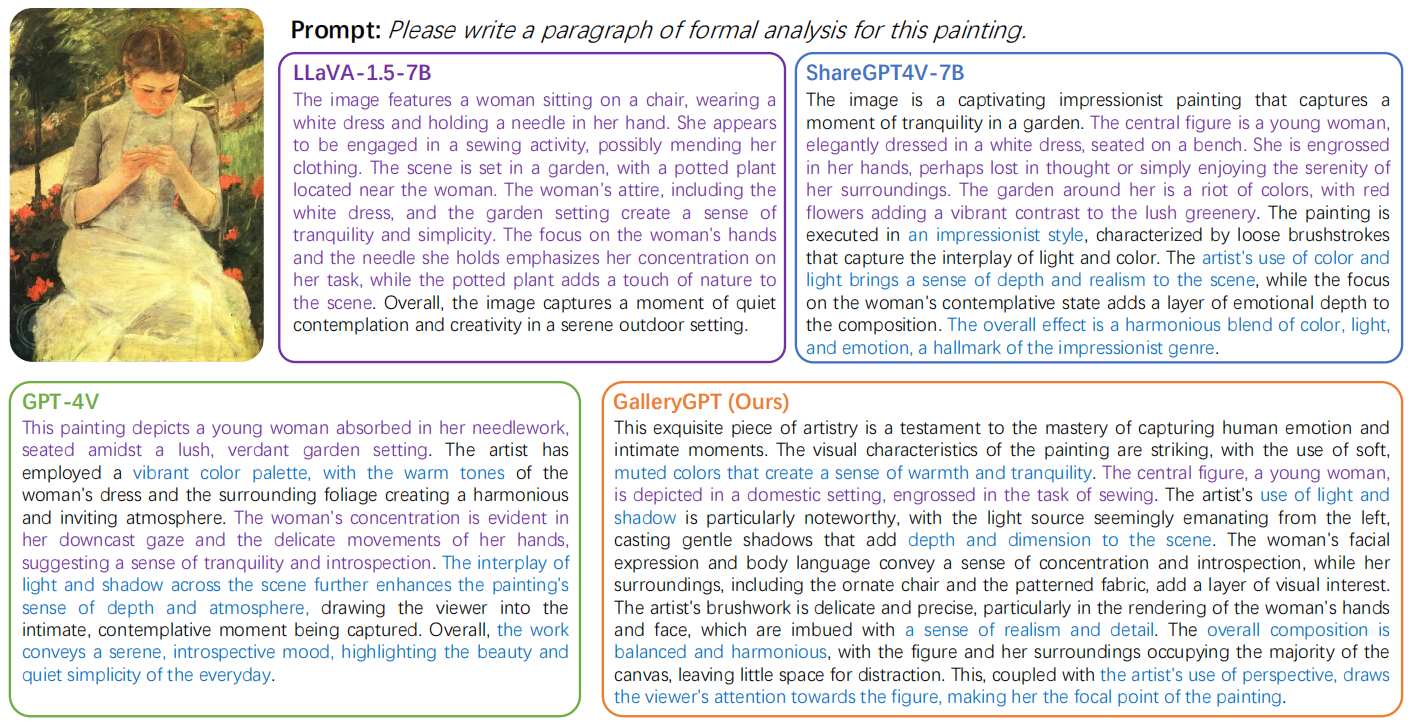 Prompt: Please write a paragraph of formal analysis for this painting.
LLaVA-1.5-7B
The image features a woman sitting on a chair, wearing a
white dress and holding a needle in her hand. She appears
to be engaged in a sewing activity, possibly mending her
clothing. The scene is set in a garden, with a potted plant
located near the woman. The woman's attire, including the
white dress, and the garden setting create a sense of
tranquility and simplicity. The focus on the woman's hands
and the needle she holds emphasizes her concentration on
her task, while the potted plant adds a touch of nature to
the scene. Overall, the image captures a moment of quiet
contemplation and creativity in a serene outdoor setting.
ShareGPT4V-7B
The image is a captivating impressionist painting that captures a
moment of tranquility in a garden. The central figure is a young woman,
elegantly dressed in a white dress, seated on a bench. She is engrossed
in her hands, perhaps lost in thought or simply enjoying the serenity of
her surroundings. The garden around her is a riot of colors, with red
flowers adding a vibrant contrast to the lush greenery. The painting is
executed in an impressionist style, characterized by loose brushstrokes
that capture the interplay of light and color. The artist's use of color and
light brings a sense of depth and realism to the scene, while the focus
on the woman's contemplative state adds a layer of emotional depth to
the composition. The overall effect is a harmonious blend of color, light,
and emotion, a hallmark of the impressionist genre.
GPT-4V
This painting depicts a young woman absorbed in her needlework,
seated amidst a lush, verdant garden setting. The artist has
employed a vibrant color palette, with the warm tones of the
woman's dress and the surrounding foliage creating a harmonious
and inviting atmosphere. The woman's concentration is evident in
her downcast gaze and the delicate movements of her hands,
suggesting a sense of tranquility and introspection. The interplay of
light and shadow across the scene further enhances the painting's
sense of depth and atmosphere, drawing the viewer into the
intimate, contemplative moment being captured. Overall, the work
conveys a serene, introspective mood, highlighting the beauty and
quiet simplicity of the everyday.
GalleryGPT (Ours)
This exquisite piece of artistry is a testament to the mastery of capturing human emotion and
intimate moments. The visual characteristics of the painting are striking, with the use of soft,
muted colors that create a sense of warmth and tranquility. The central figure, a young woman,
is depicted in a domestic setting, engrossed in the task of sewing. The artist's use of light and
shadow is particularly noteworthy, with the light source seemingly emanating from the left,
casting gentle shadows that add depth and dimension to the scene. The woman's facial
expression and body language convey a sense of concentration and introspection, while her
surroundings, including the ornate chair and the patterned fabric, add a layer of visual interest.
The artist's brushwork is delicate and precise, particularly in the rendering of the woman's hands
and face, which are imbued with a sense of realism and detail. The overall composition is
balanced and harmonious, with the figure and her surroundings occupying the majority of the
canvas, leaving little space for distraction. This, coupled with the artist's use of perspective, draws
the viewer's attention towards the figure, making her the focal point of the painting.